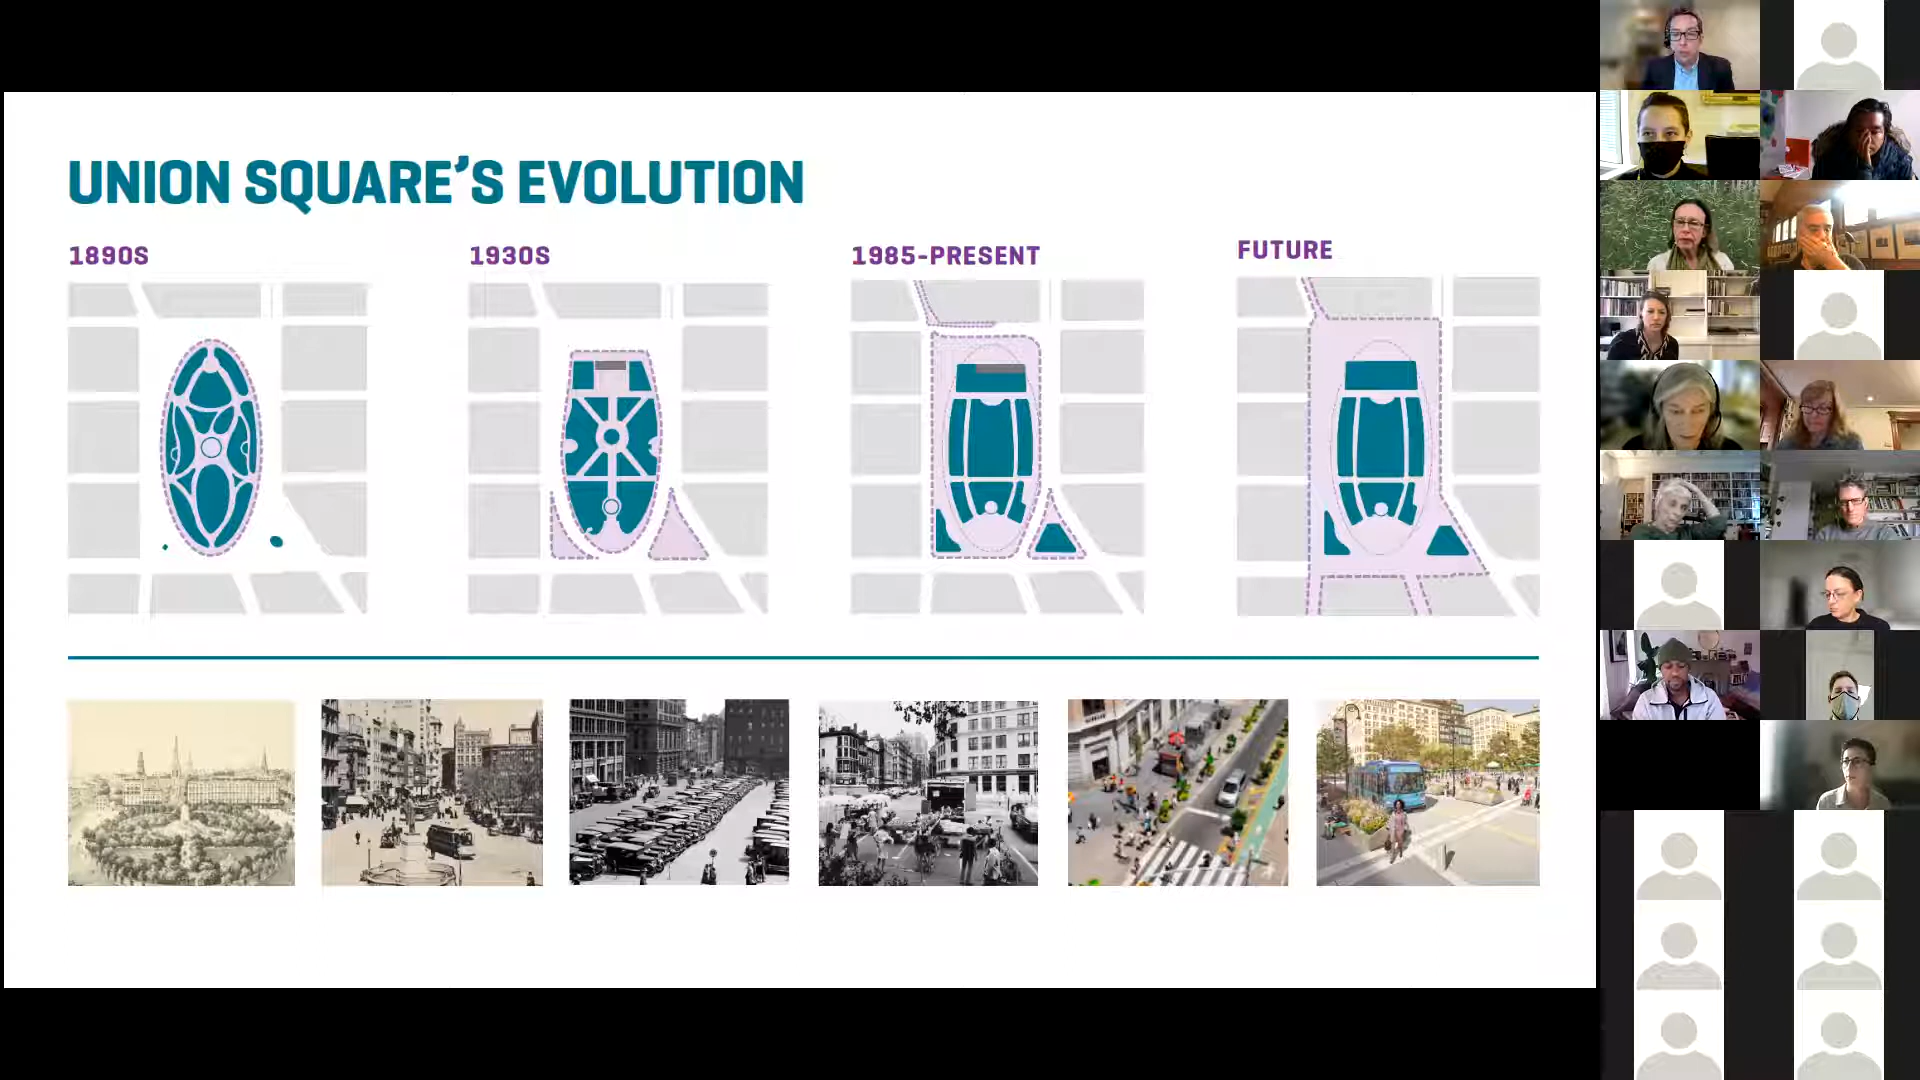 UNION SQUARE’S EVOLUTION
1890S
1930S
1985-PRESENT
FUTURE